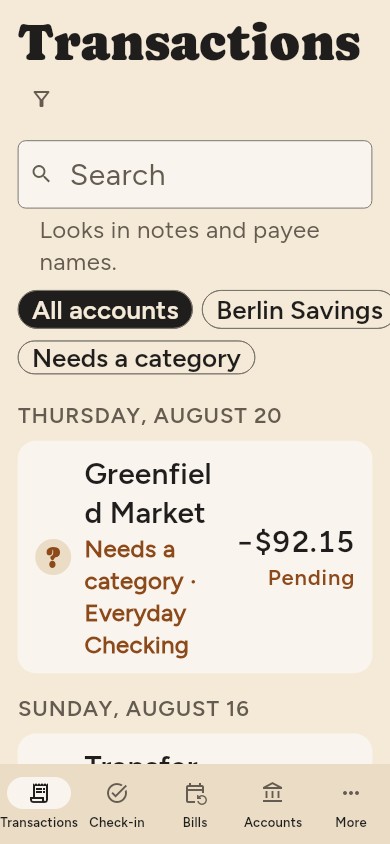 Transactions
Search
Looks in notes and payee
names.
All accounts
Berlin Savings
Needs a category
THURSDAY, AUGUST 20
Greenfiel
d Market
Needs a
category ·
Everyday
Checking
?
-$92.15
Pending
SUNDAY, AUGUST 16
Transfer
Transactions
Check-in
Bills
Accounts
More